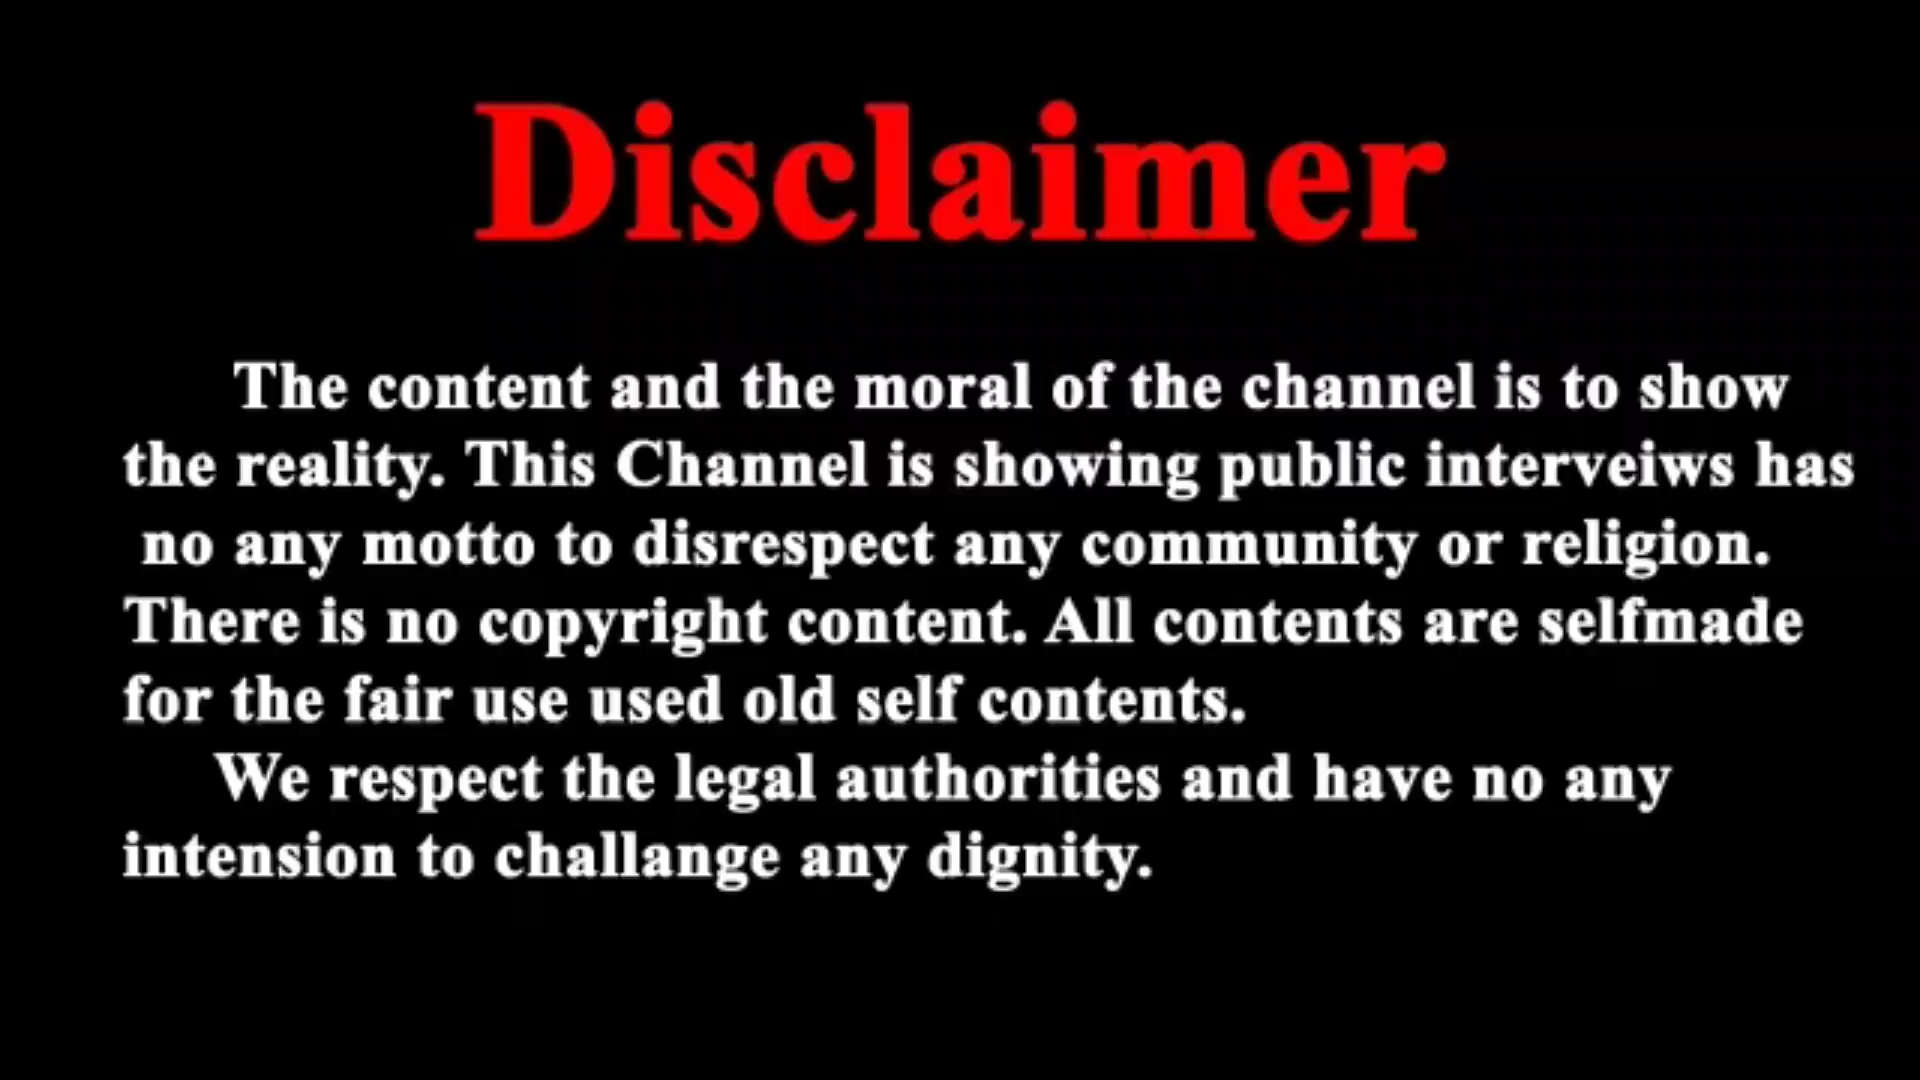 Disclaimer
The content and the moral of the channel is to show
the reality. This Channel is showing public interveiws has
no any motto to disrespect any community or religion.
There is no copyright content. All contents are selfmade
for the fair use used old self contents.
We respect the legal authorities and have no any
intension to challange any dignity.